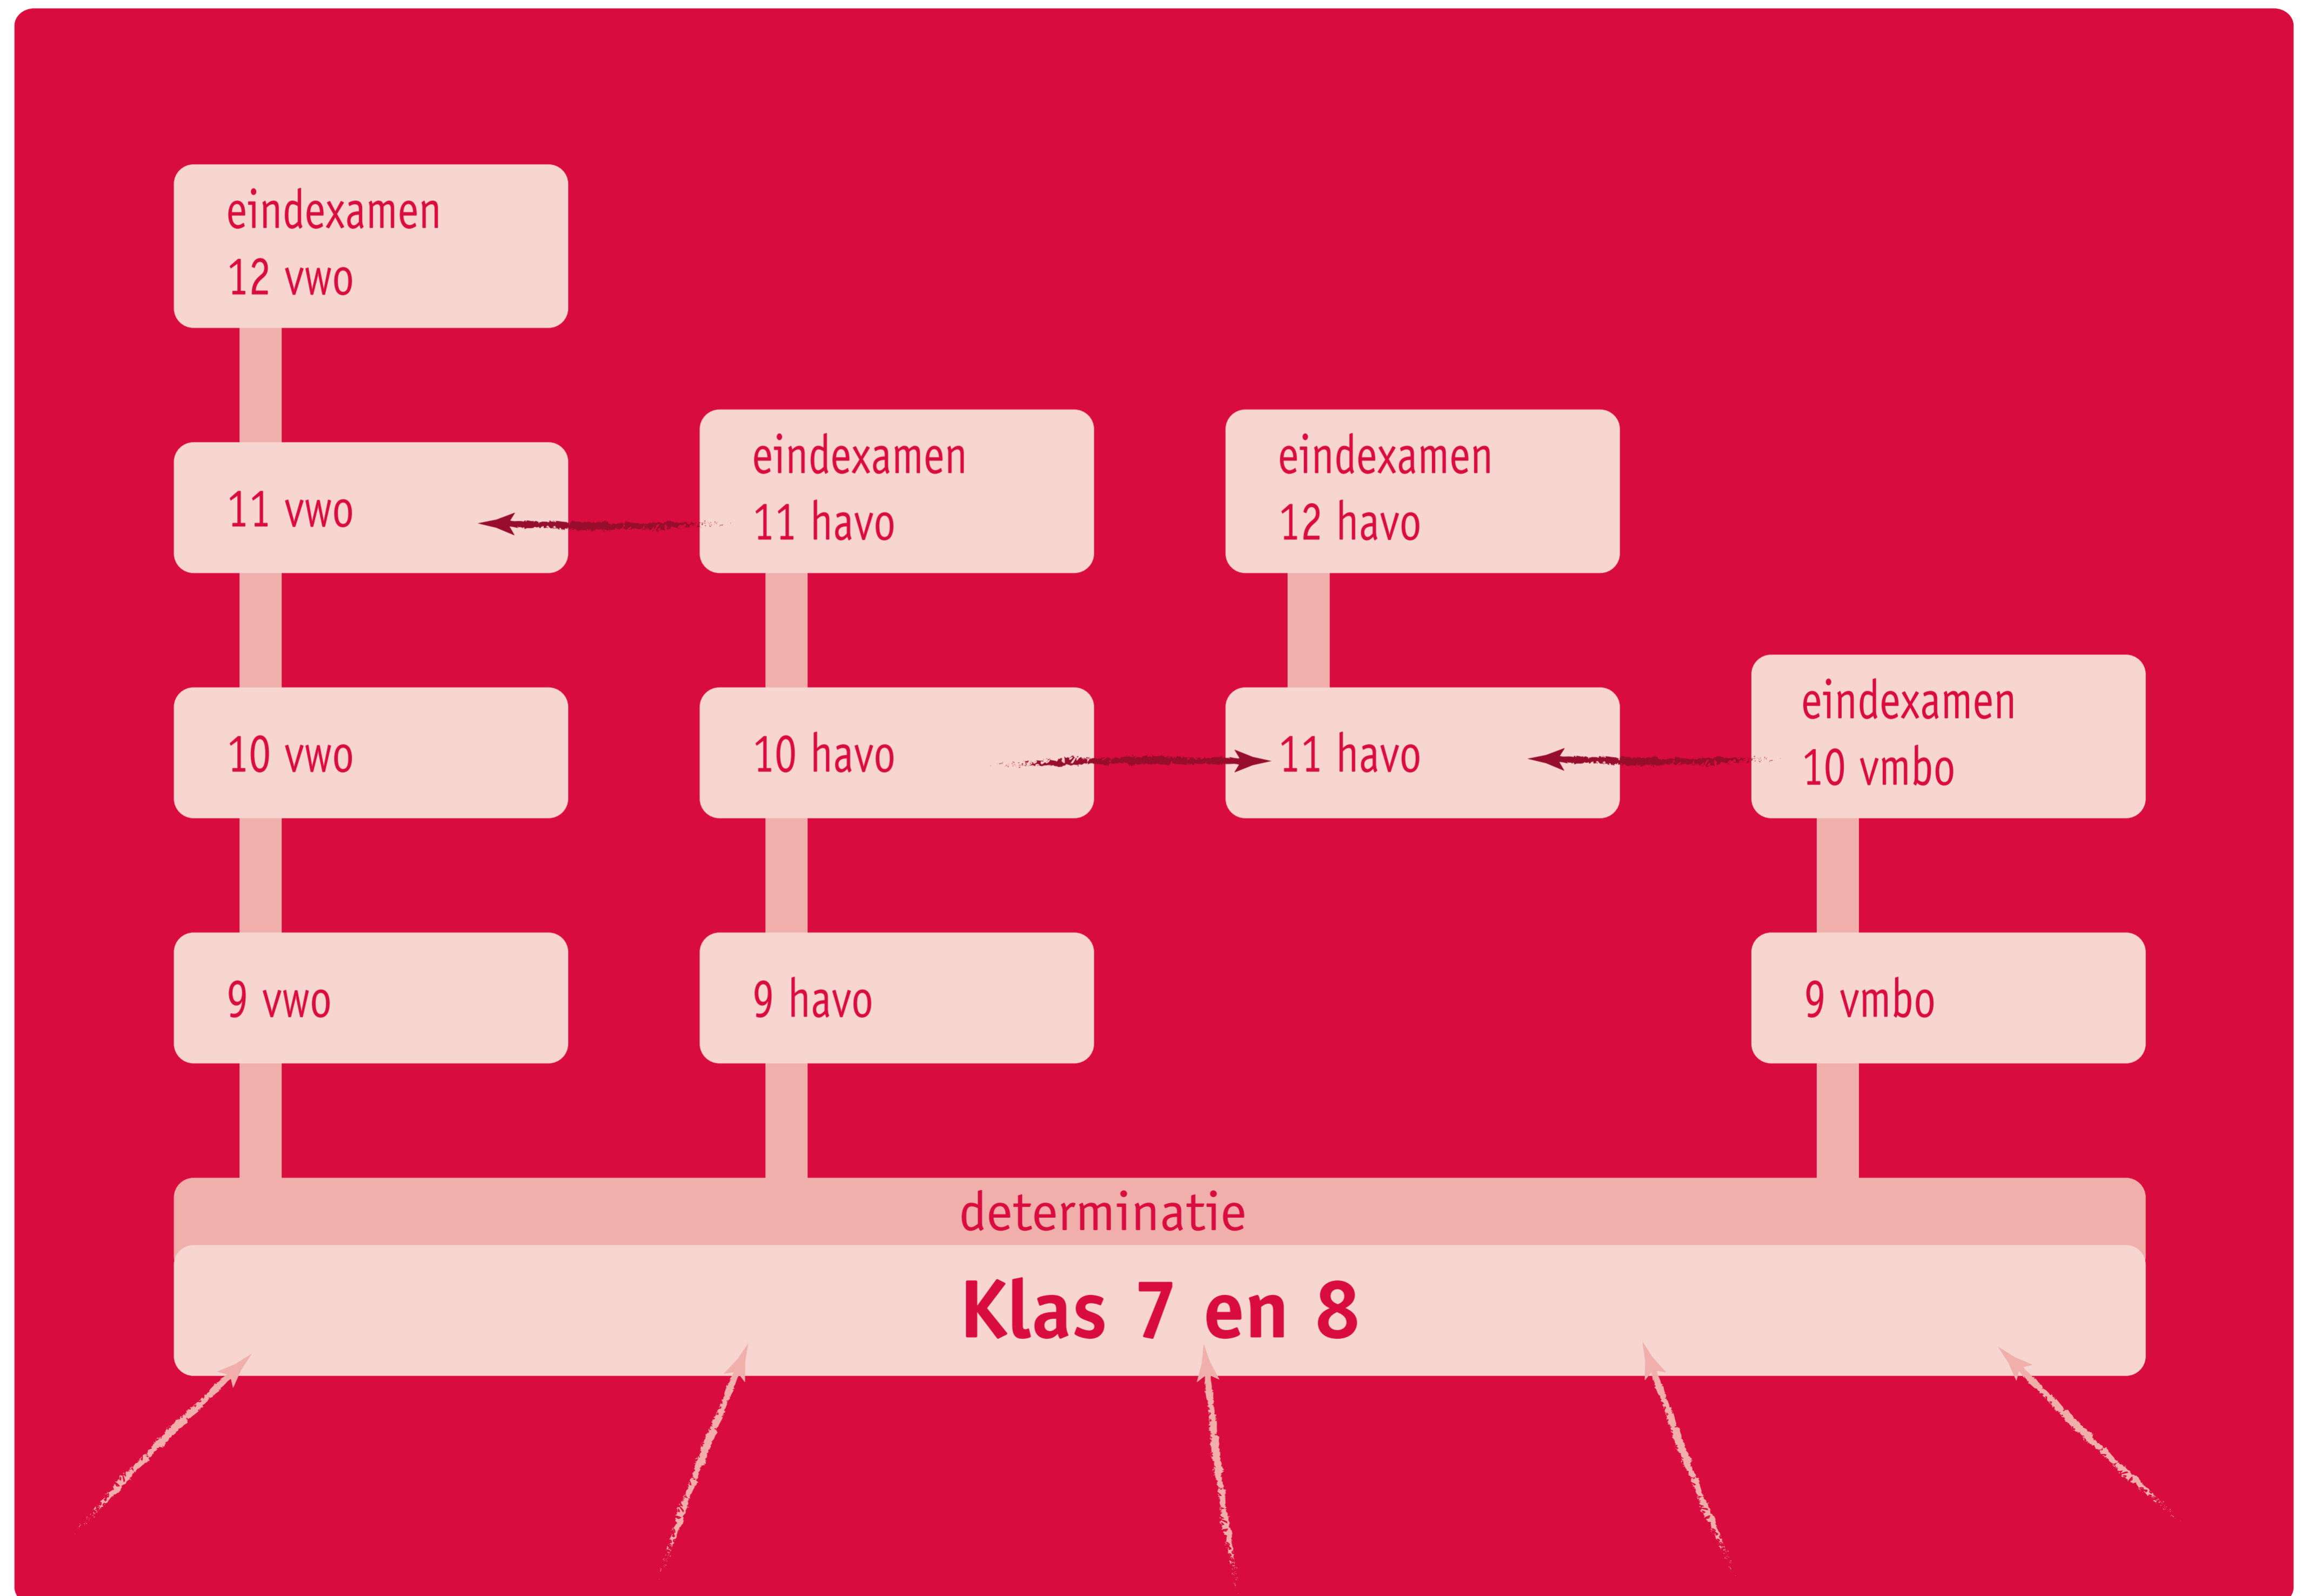 eindexamen
12 vwo
11 vwo
eindexamen
11 havo
eindexamen
12 havo
10 vwo
10 havo
11 havo
eindexamen
10 vmbo
9 vwo
9 havo
9 vmbo
determinatie
Klas 7 en 8